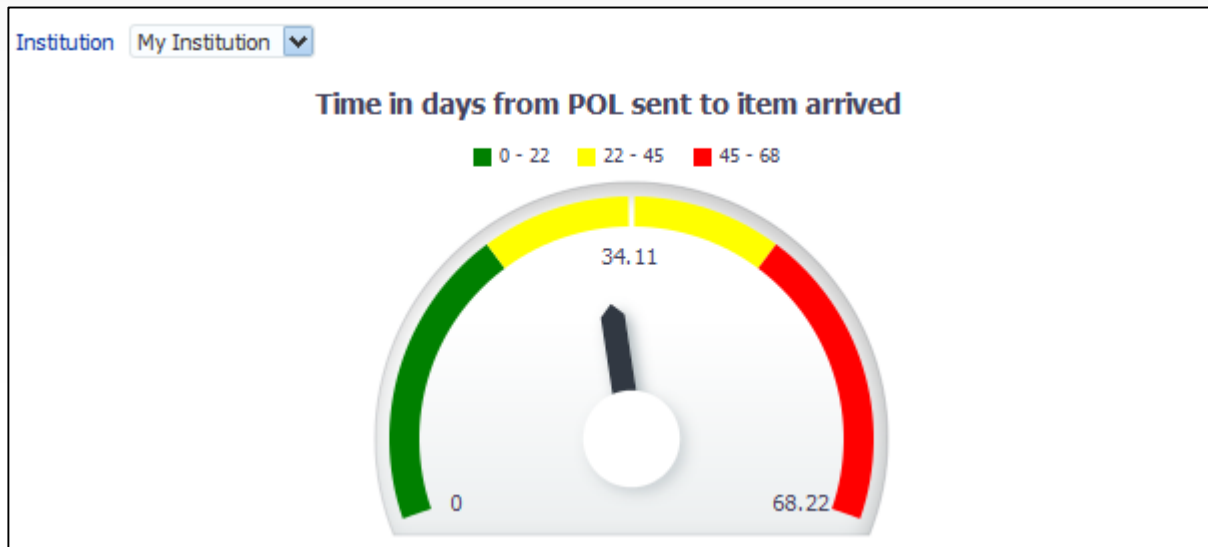 Institution My Institution
Time in days from POL sent to item arrived
0 - 22 22 - 45 45 - 68
34.11
0 68.22